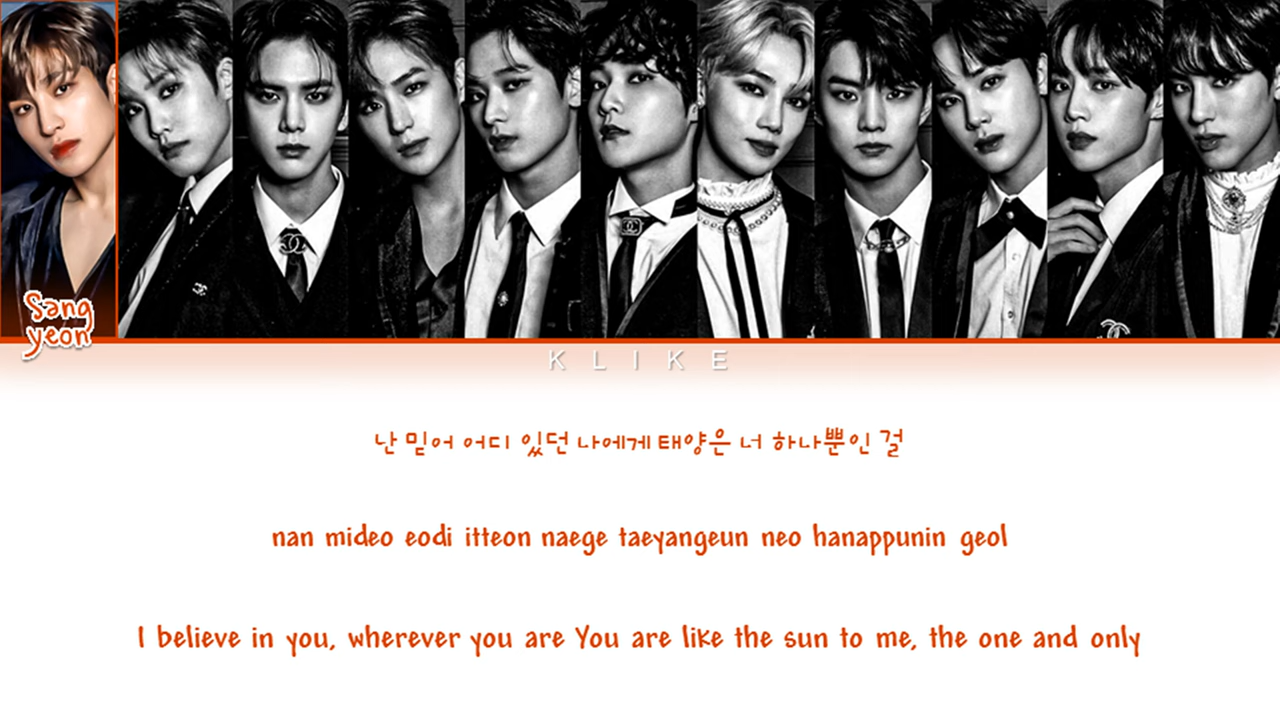 Sang
yeon
K L I K E
난 믿어 어디 있던 나에게 태양은 너 하나뿐인 걸
nan mideo eodi itteon naege taeyangeun neo hanappunin geol
I believe in you, wherever you are You are like the sun to me, the one and only